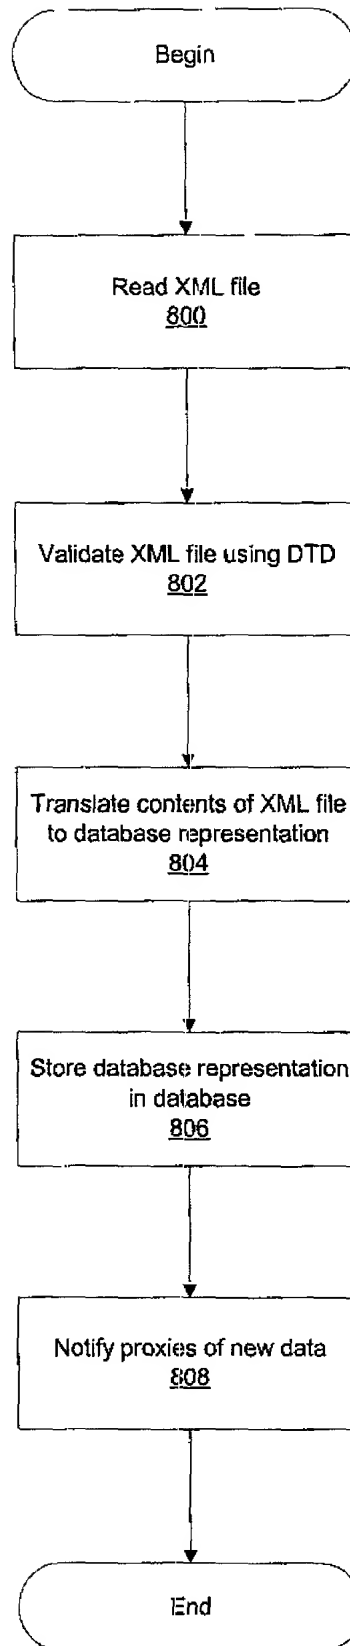 Begin
Read XML file
800
Validate XML file using DTD
802
Translate contents of XML file
to database representation
804
Store database representation
in database
806
Notify proxies of new data
808
End